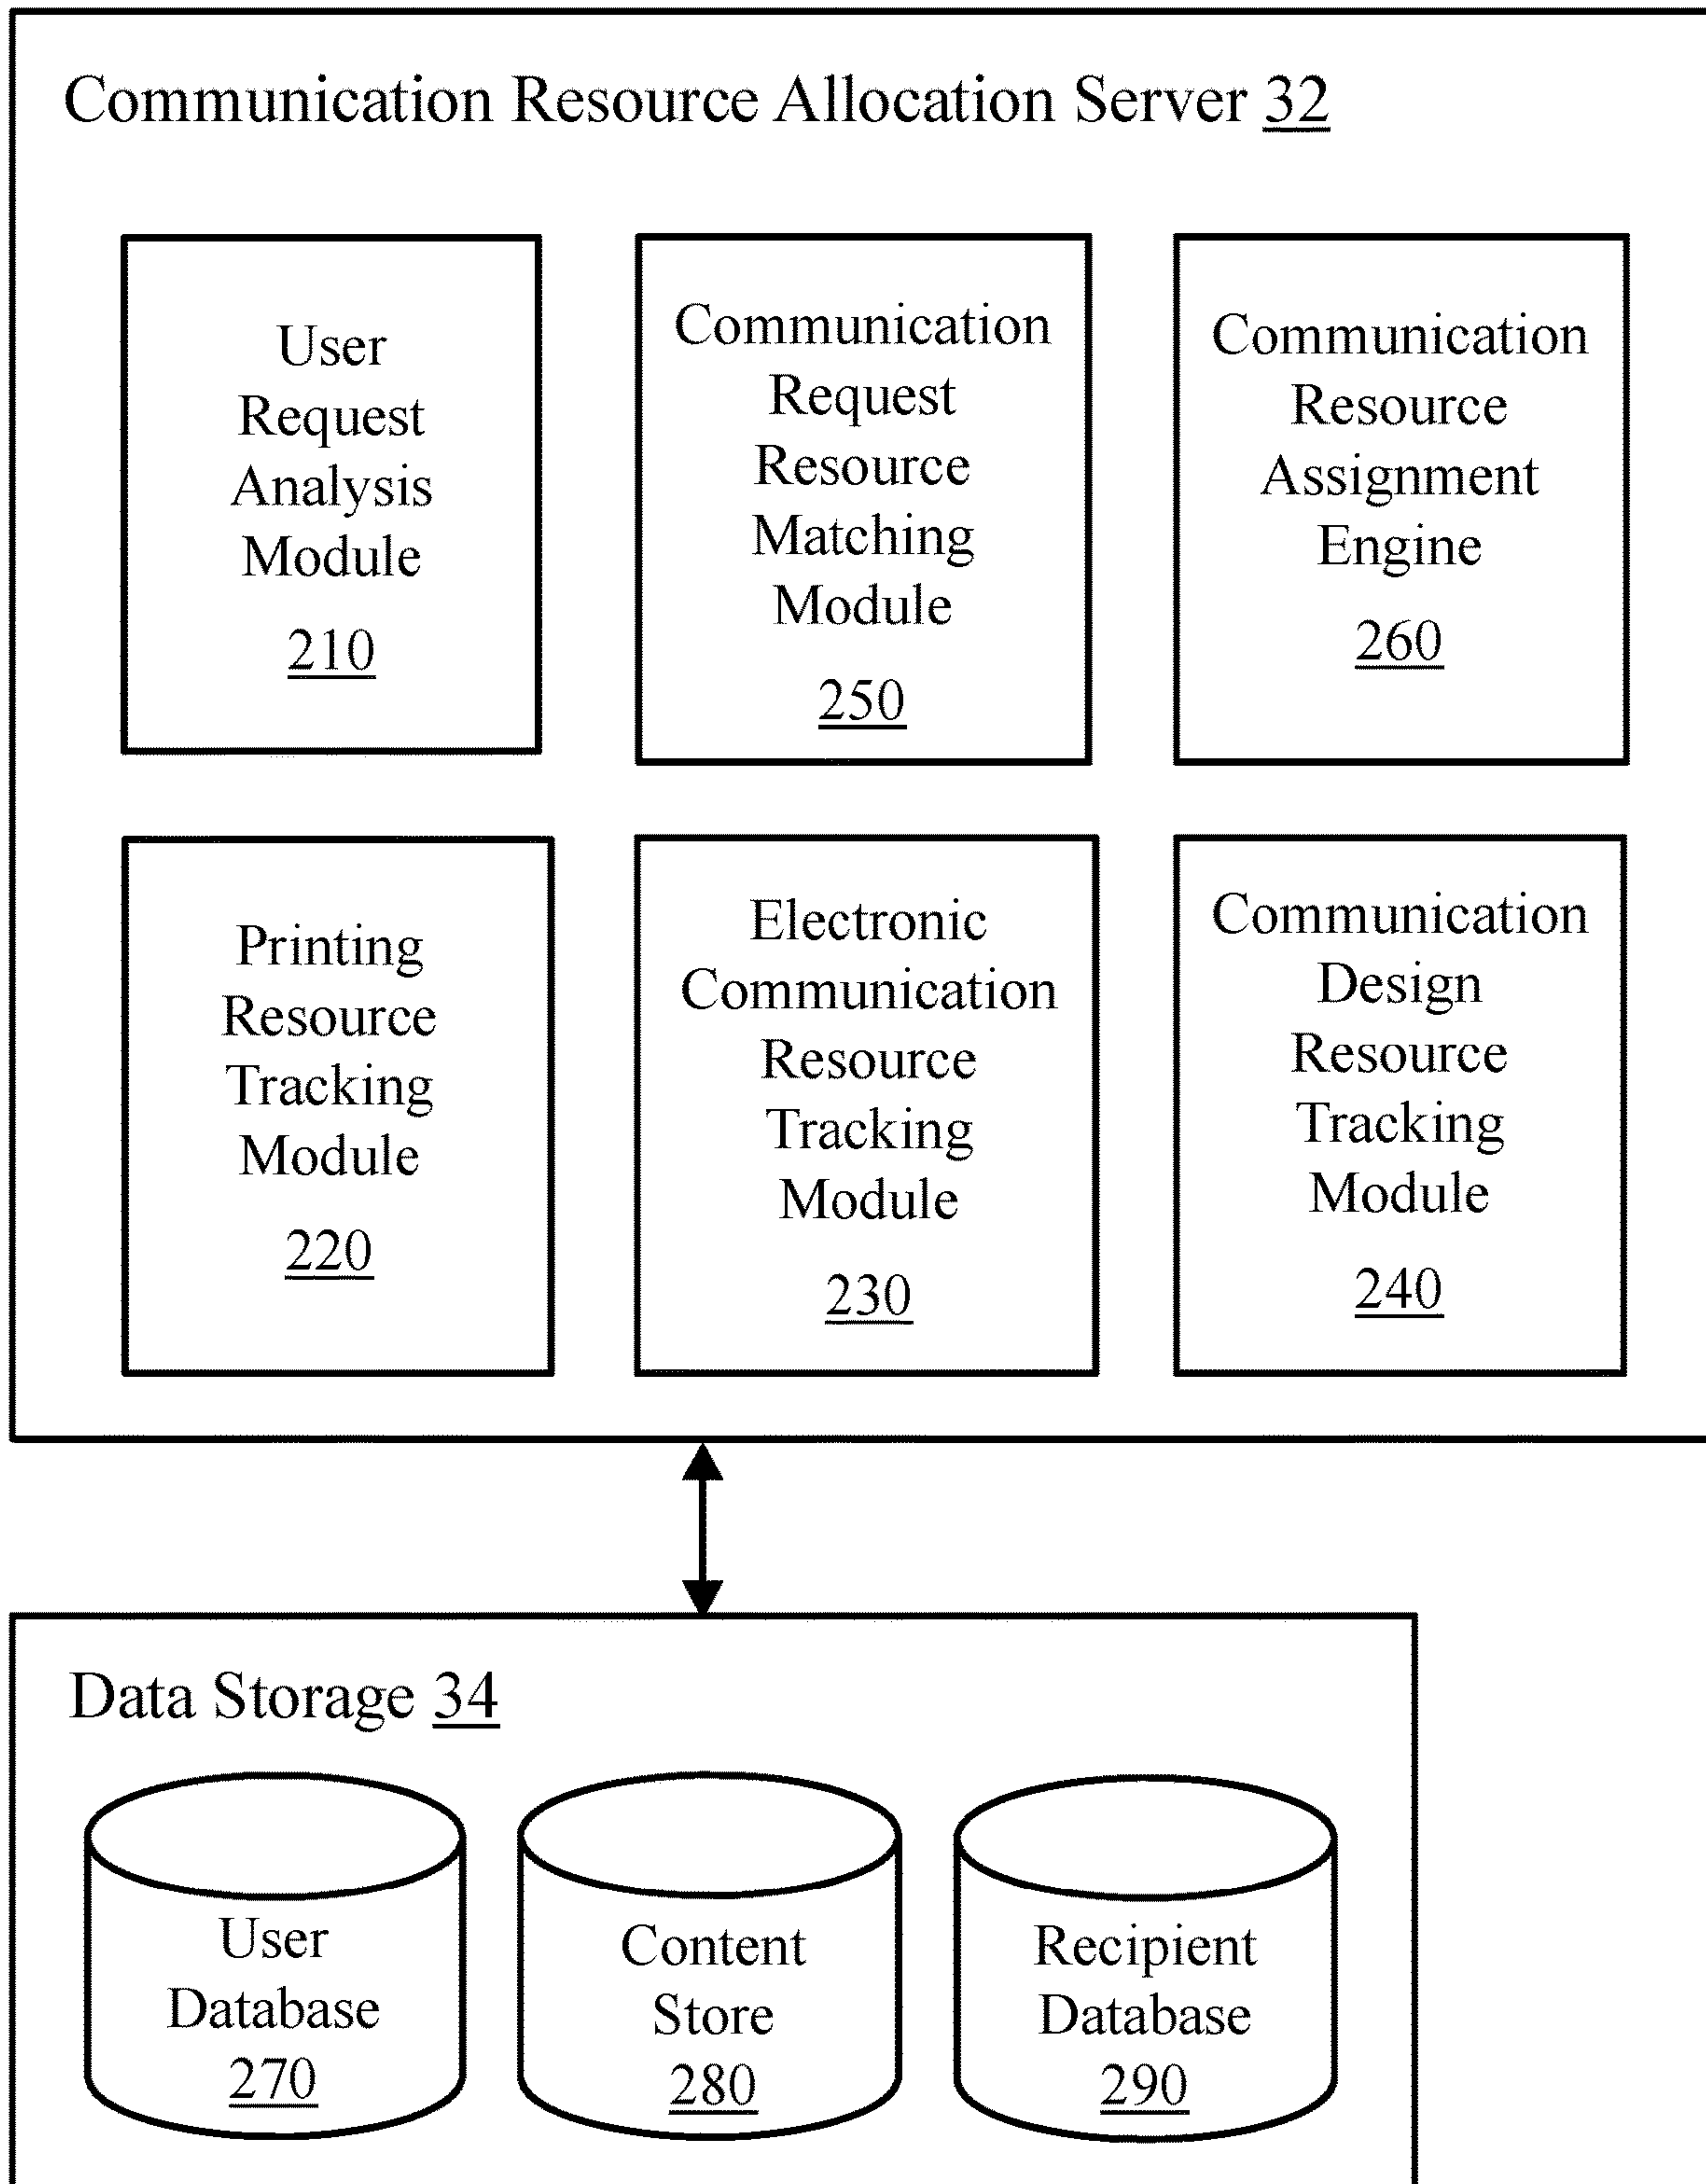 Communication Resource Allocation Server 32
User
Request
Analysis
Module
210
Communication
Request
Resource
Matching
Module
250
Communication
Resource
Assignment
Engine
260
Printing
Resource
Tracking
Module
220
Electronic
Communication
Resource
Tracking
Module
230
Communication
Design
Resource
Tracking
Module
240
Data Storage 34
User
Database
270
Content
Store
280
Recipient
Database
290